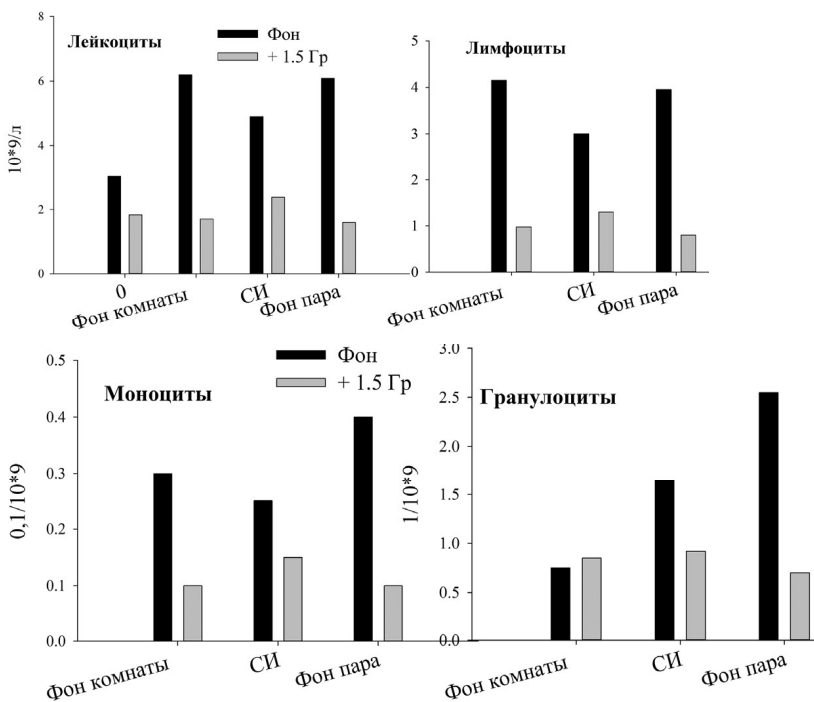 Лейкоциты
Фон
+ 1.5 Гр
10*9/л
8
6
4
2
0
0
Фон комнаты
СИ
Фон пара
Лимфоциты
5
4
3
2
1
0
Фон комнаты
СИ
Фон пара
Моноциты
Фон
+ 1.5 Гр
0,1/10*9
0.5
0.4
0.3
0.2
0.1
0.0
Фон комнаты
СИ
Фон пара
Гранулоциты
1/10*9
3.0
2.5
2.0
1.5
1.0
0.5
0.0
Фон комнаты
СИ
Фон пара